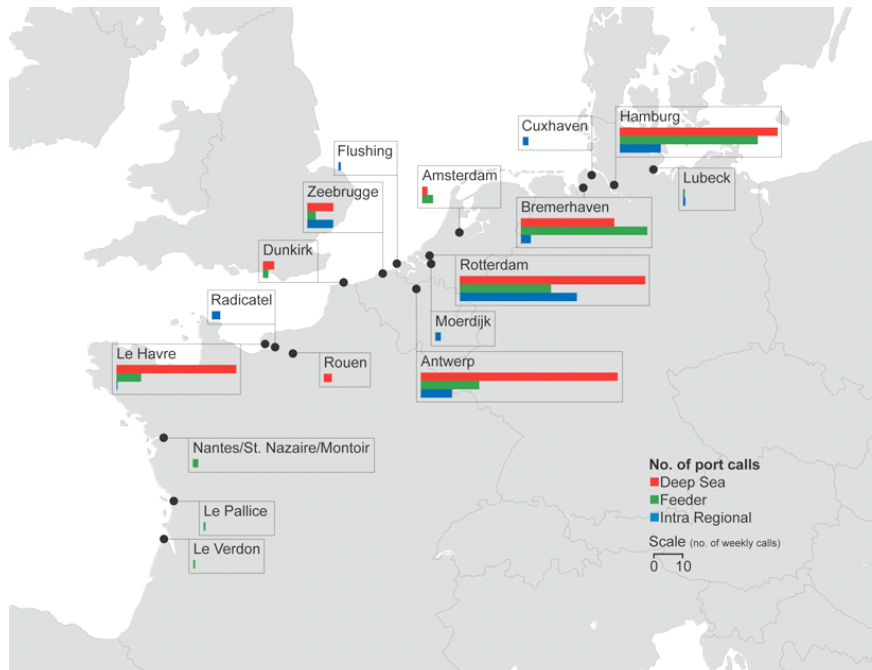 Hamburg
Cuxhaven
Flushing
Amsterdam
Lubeck
Zeebrugge
Bremerhaven
Dunkirk
Rotterdam
Radicatel
Moerdijk
Le Havre
Rouen
Antwerp
Nantes/St. Nazaire/Montoir
No. of port calls
Deep Sea
Feeder
Intra Regional
Le Pallice
Scale (no. of weekly calls)
Le Verdon
0 10